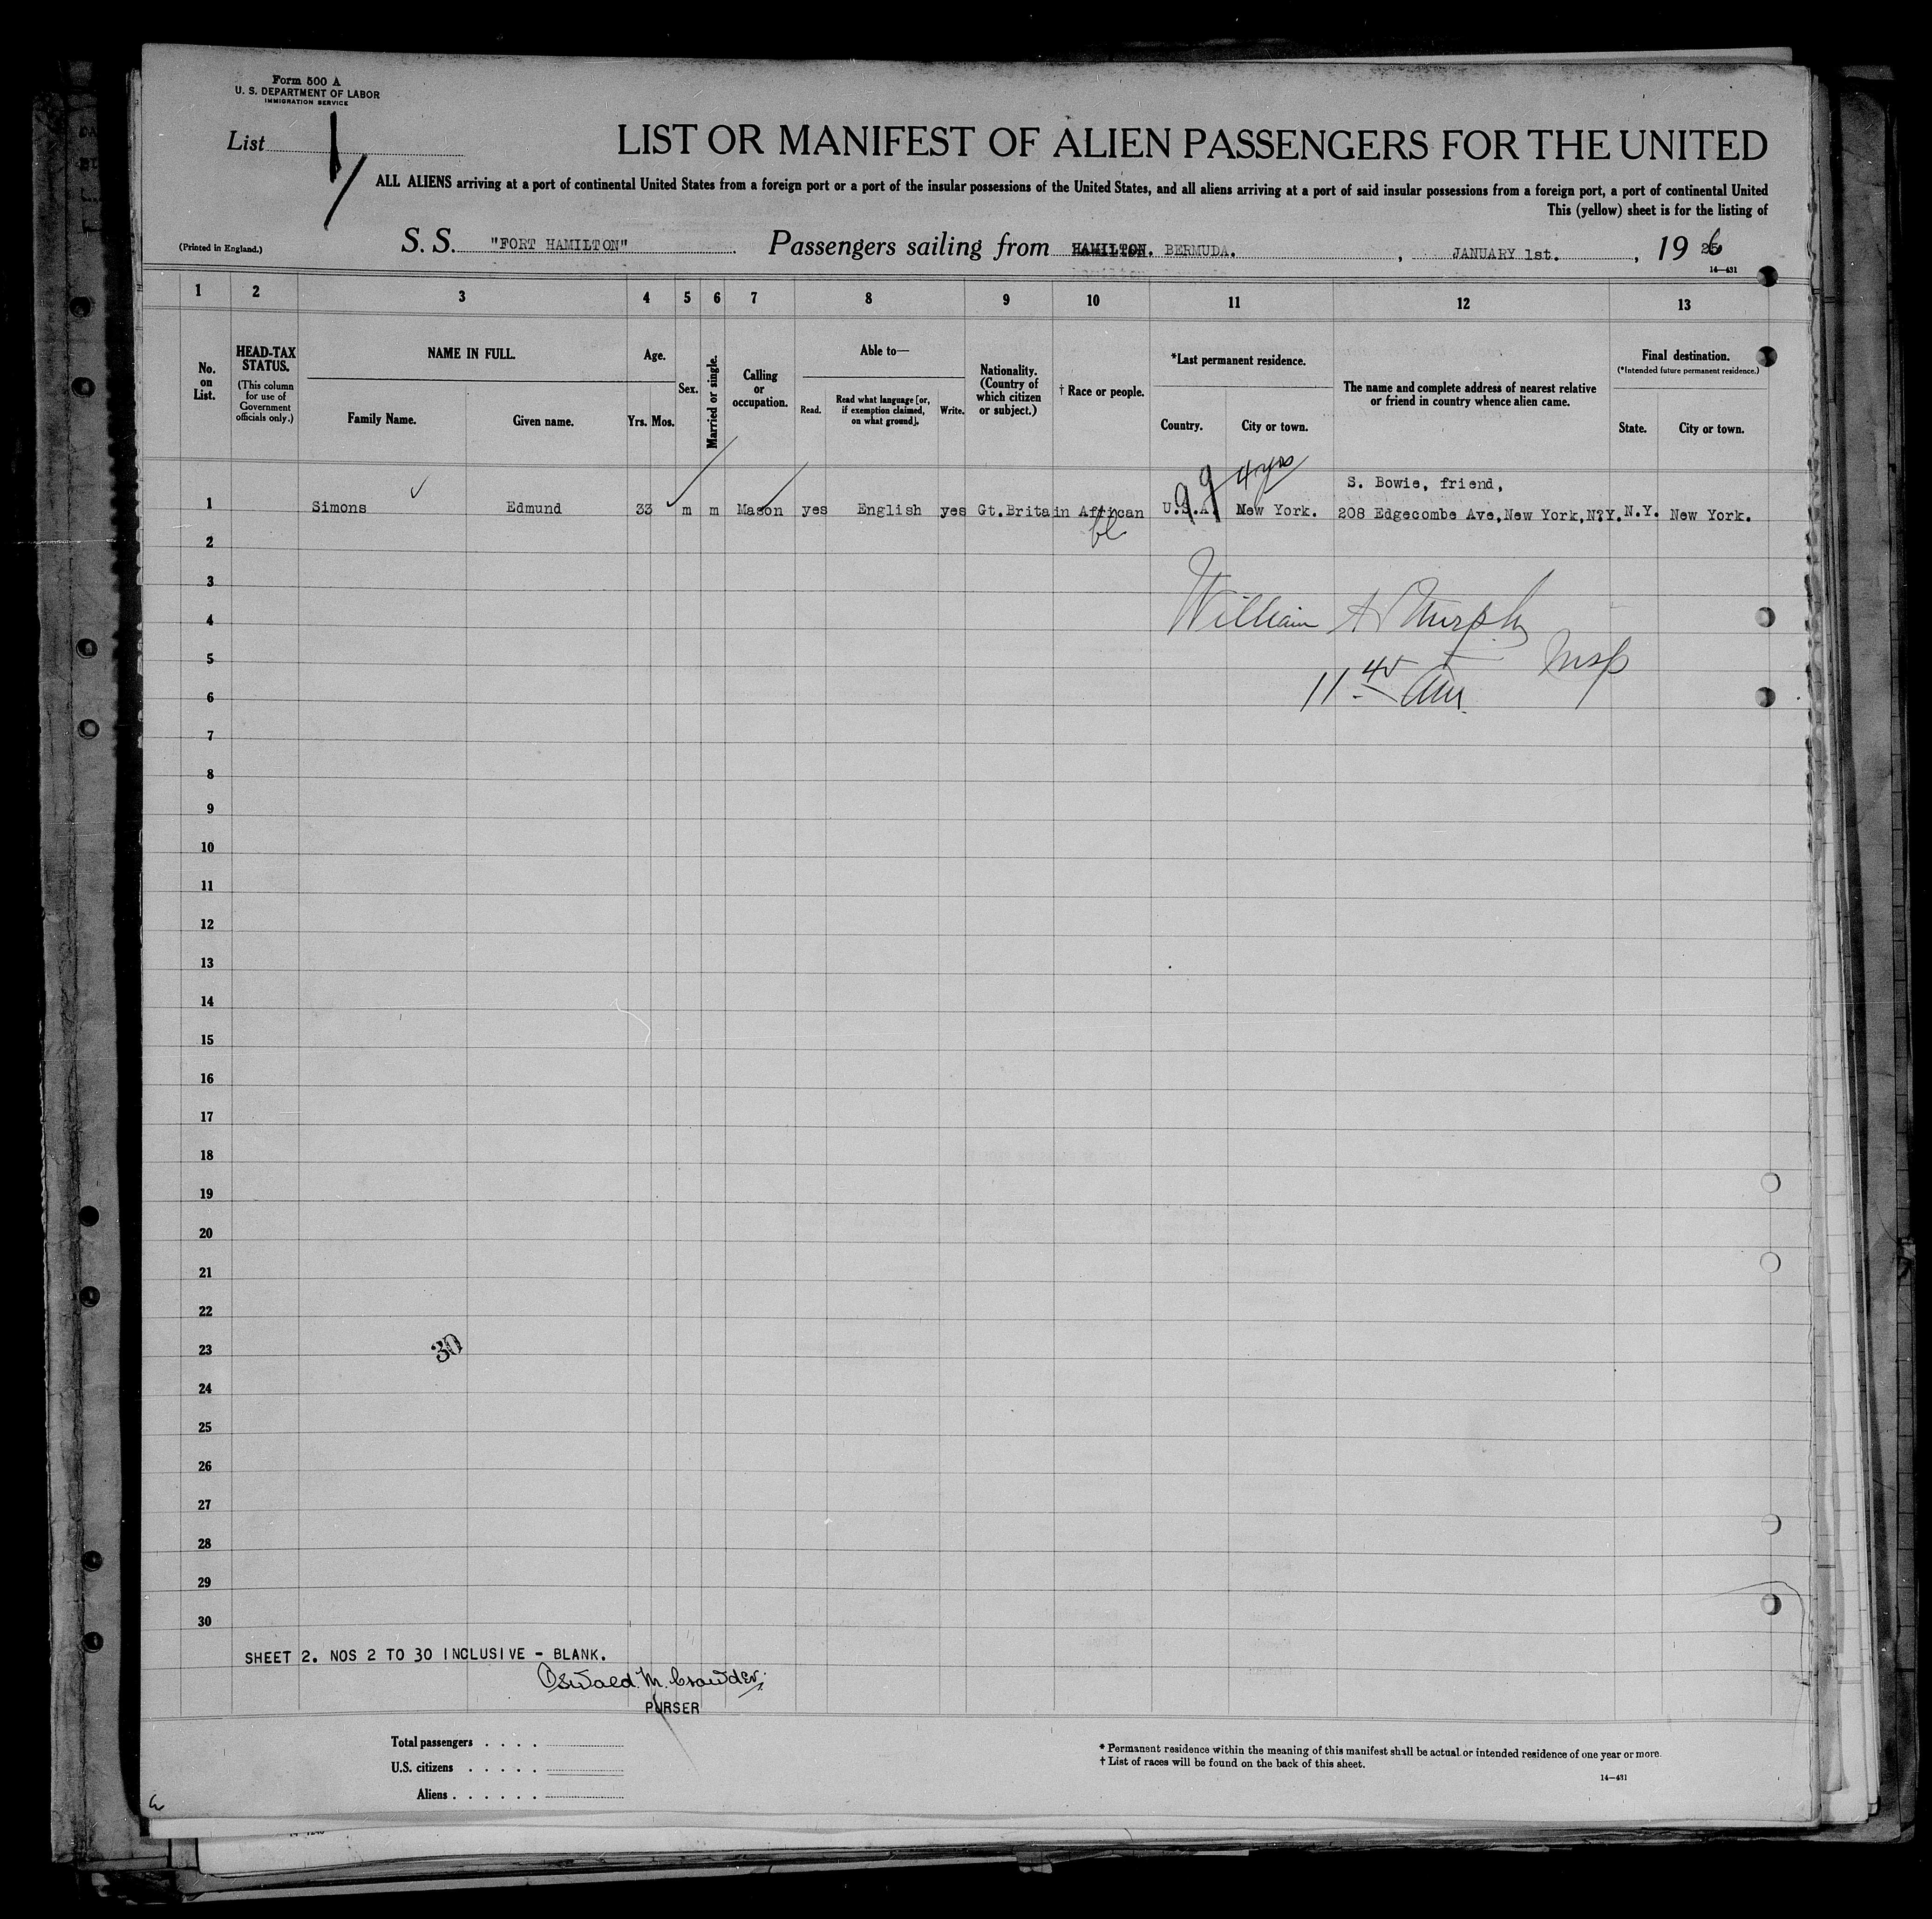 Form 500 A
U. S. DEPARTMENT OF LABOR
IMMIGRATION SERVICE
List
LIST OR MANIFEST OF ALIEN PASSENGERS FOR THE UNITED
ALL ALIENS arriving at a port of continental United States from a foreign port or a port of the insular possessions of the United States, and all aliens arriving at a port of said insular possessions from a foreign port, a port of continental United
This (yellow) sheet is for the listing of
(Printed in England.)
S. S. "FORT HAMILTON" Passengers sailing from HAMILTON. BERMUDA. , JANUARY 1st. , 19 26
14—431
1 2 3 4 5 6 7 8 9 10 11 12 13
No. on List.
HEAD-TAX STATUS.
(This column for use of Government officials only.)
NAME IN FULL.
Family Name. Given name.
Age.
Yrs. Mos.
Sex.
Married or single.
Calling or occupation.
Able to—
Read. Read what language [or, if exemption claimed, on what ground]. Write.
Nationality. (Country of which citizen or subject.)
† Race or people.
*Last permanent residence.
Country. City or town.
The name and complete address of nearest relative or friend in country whence alien came.
Final destination.
(*Intended future permanent residence.)
State. City or town.
4 yrs
S. Bowie, friend,
1 Simons Edmund 33 m m Mason yes English yes Gt.Britain African U.S.A. New York. 208 Edgecombe Ave,New York,N?Y. N.Y. New York.
bl
2
3
William A Murphy
4
5
Insp
11 45 Am
6
7
8
9
10
11
12
13
14
15
16
17
18
19
20
21
22
23
30
24
25
26
27
28
29
30
SHEET 2. NOS 2 TO 30 INCLUSIVE - BLANK.
Oswald. M. Crowder.
PURSER
Total passengers . . . .
U.S. citizens . . . . .
Aliens . . . . . .
* Permanent residence within the meaning of this manifest shall be actual or intended residence of one year or more.
† List of races will be found on the back of this sheet.
14—431